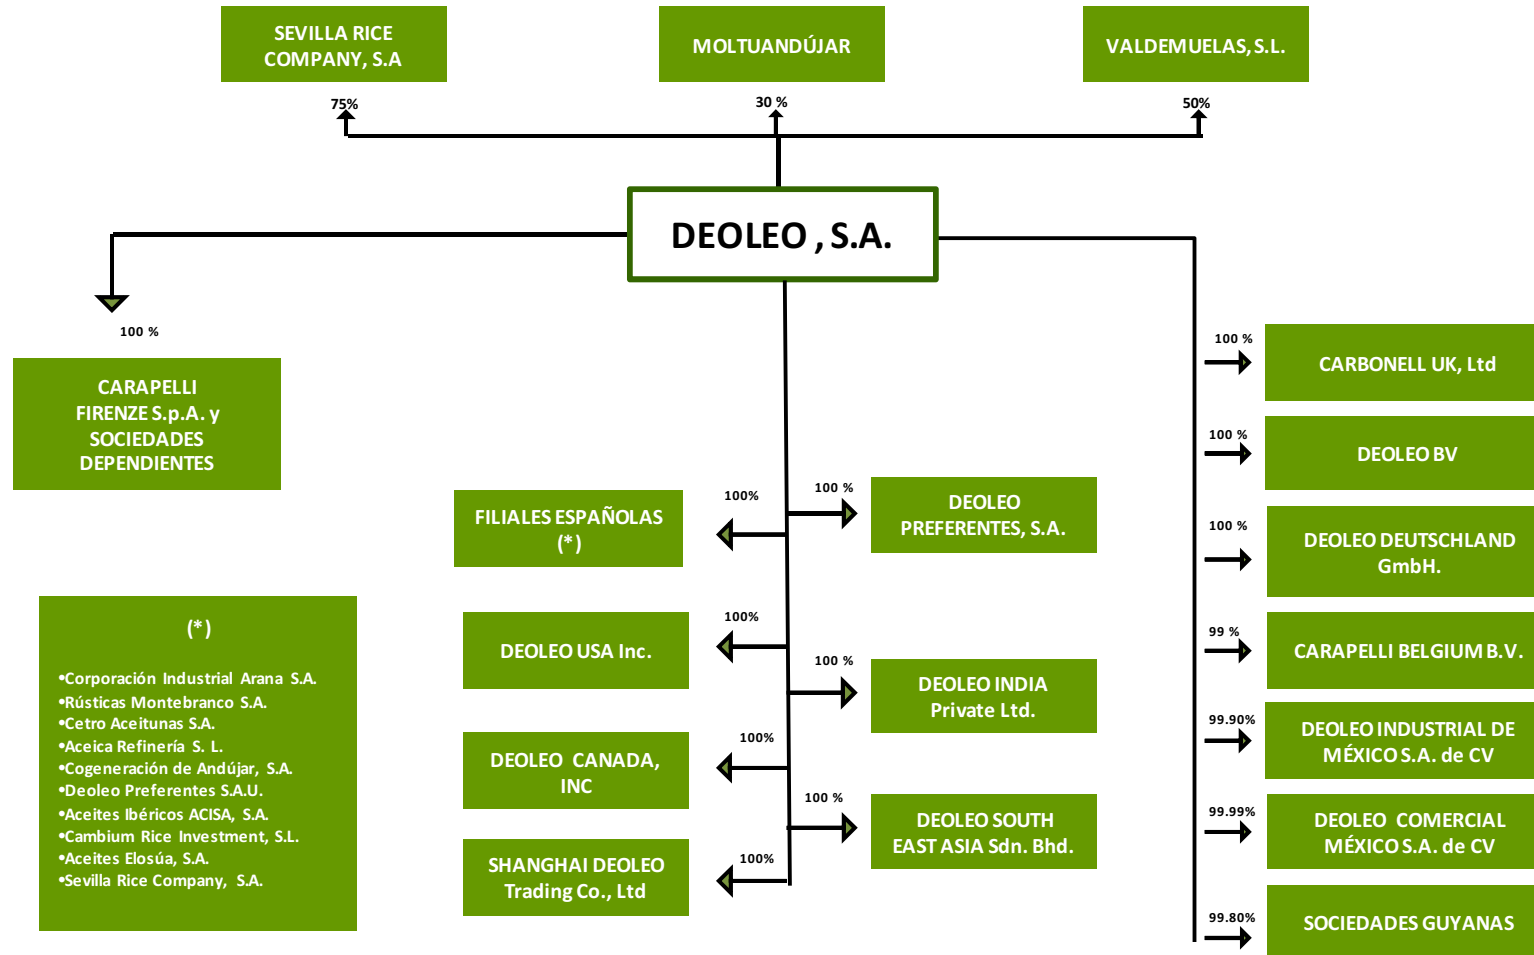 SEVILLA RICE
COMPANY, S.A
MOLTUANDÚJAR
VALDEMUELAS, S.L.
75%
30 %
50%
DEOLEO , S.A.
100 %
CARAPELLI
FIRENZE S.p.A. y
SOCIEDADES
DEPENDIENTES
100%
FILIALES ESPAÑOLAS
(*)
100%
DEOLEO USA Inc.
100%
DEOLEO CANADA,
INC
100%
SHANGHAI DEOLEO
Trading Co., Ltd
100 %
DEOLEO
PREFERENTES, S.A.
100 %
DEOLEO INDIA
Private Ltd.
100 %
DEOLEO SOUTH
EAST ASIA Sdn. Bhd.
100 %
CARBONELL UK, Ltd
100 %
DEOLEO BV
100 %
DEOLEO DEUTSCHLAND
GmbH.
99 %
CARAPELLI BELGIUM B.V.
99.90%
DEOLEO INDUSTRIAL DE
MÉXICO S.A. de CV
99.99%
DEOLEO COMERCIAL
MÉXICO S.A. de CV
99.80%
SOCIEDADES GUYANAS
(*)
•Corporación Industrial Arana S.A.
•Rústicas Montebranco S.A.
•Cetro Aceitunas S.A.
•Aceica Refinería S. L.
•Cogeneración de Andújar, S.A.
•Deoleo Preferentes S.A.U.
•Aceites Ibéricos ACISA, S.A.
•Cambium Rice Investment, S.L.
•Aceites Elosúa, S.A.
•Sevilla Rice Company, S.A.